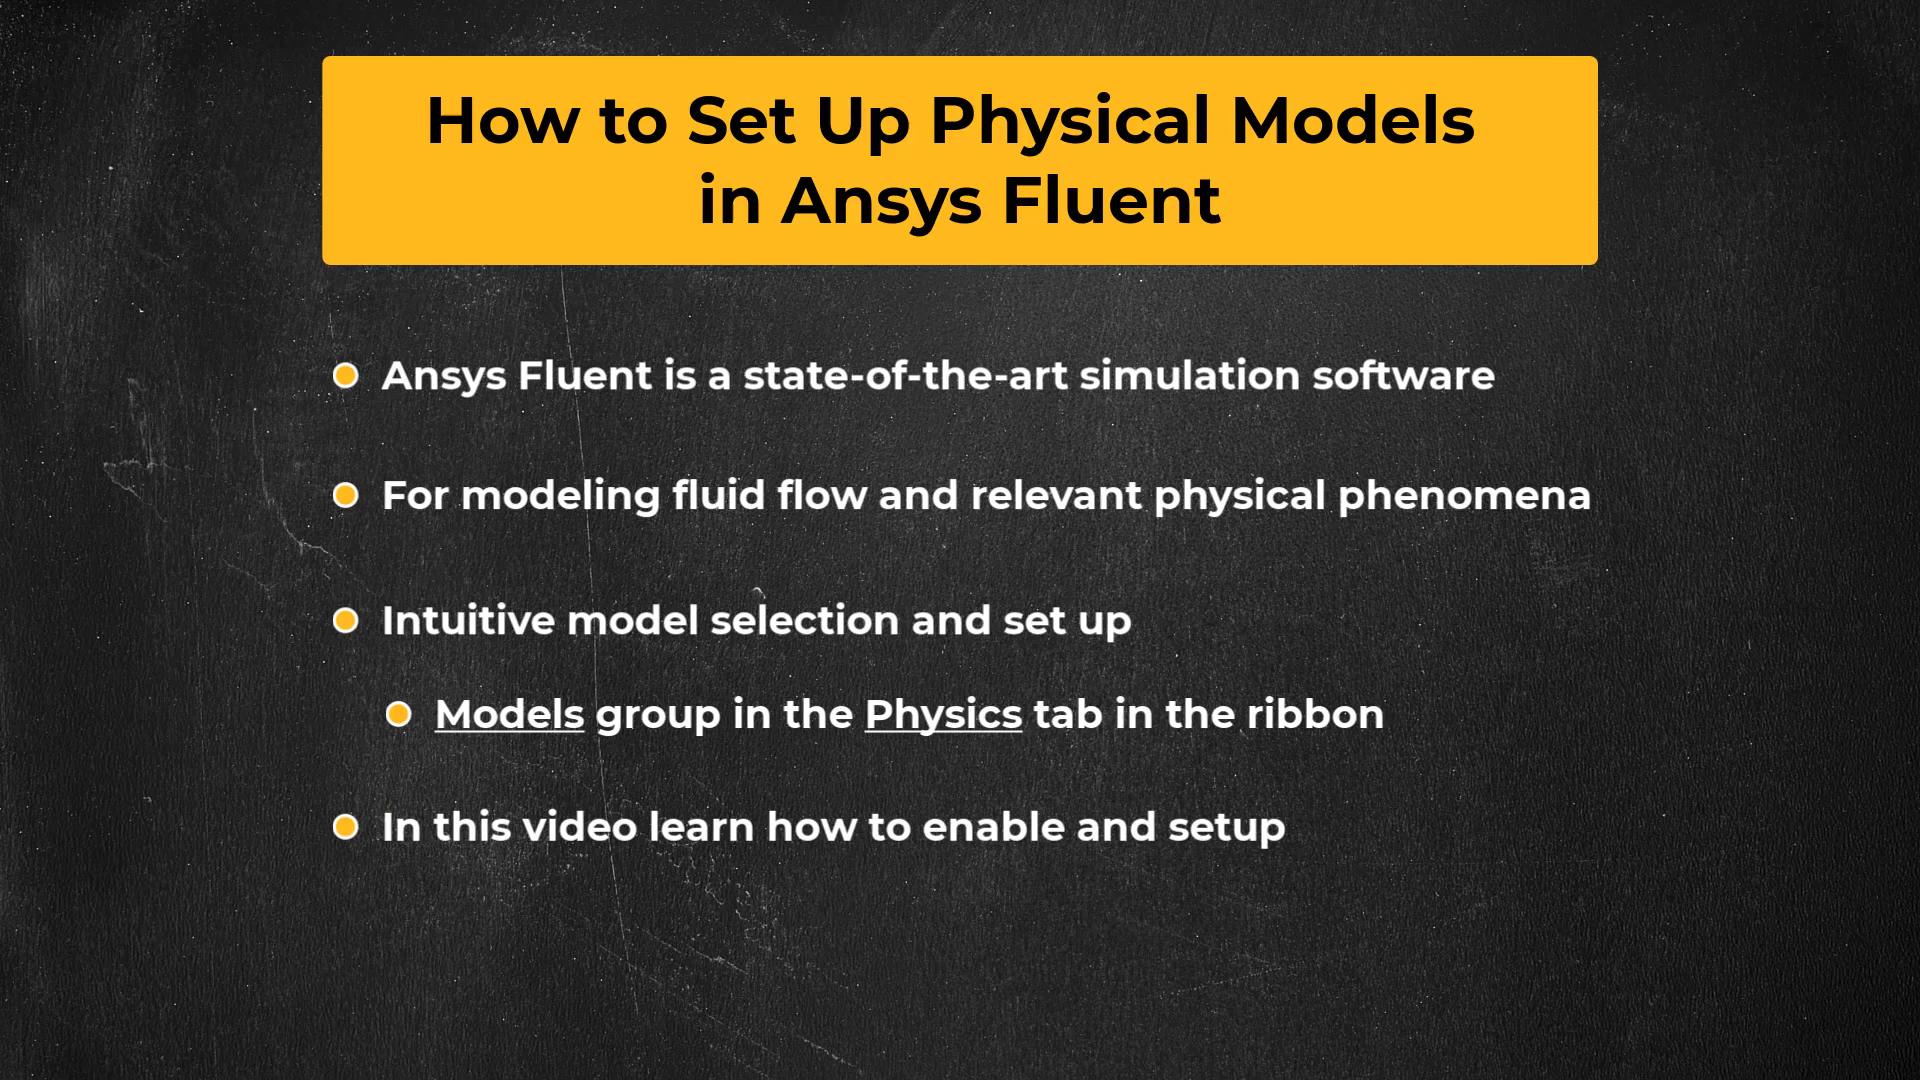 How to Set Up Physical Models
in Ansys Fluent
Ansys Fluent is a state-of-the-art simulation software
For modeling fluid flow and relevant physical phenomena
Intuitive model selection and set up
Models group in the Physics tab in the ribbon
In this video learn how to enable and setup